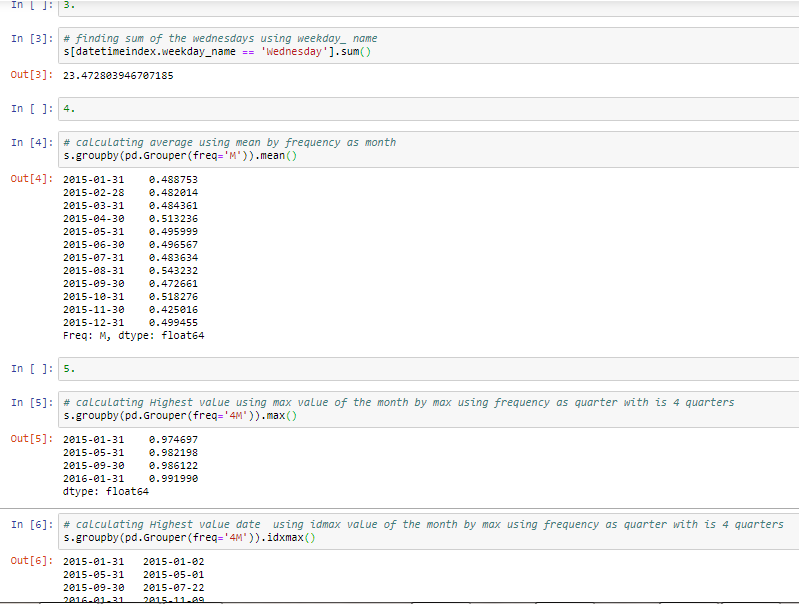 In [ ]: 3.
In [3]: # finding sum of the wednesdays using weekday_ name
s[datetimeindex.weekday_name == 'Wednesday'].sum()
Out[3]: 23.472803946707185
In [ ]: 4.
In [4]: # calculating average using mean by frequency as month
s.groupby(pd.Grouper(freq='M')).mean()
Out[4]: 2015-01-31 0.488753
2015-02-28 0.482014
2015-03-31 0.484361
2015-04-30 0.513236
2015-05-31 0.495999
2015-06-30 0.496567
2015-07-31 0.483634
2015-08-31 0.543232
2015-09-30 0.472661
2015-10-31 0.518276
2015-11-30 0.425016
2015-12-31 0.499455
Freq: M, dtype: float64
In [ ]: 5.
In [5]: # calculating Highest value using max value of the month by max using frequency as quarter with is 4 quarters
s.groupby(pd.Grouper(freq='4M')).max()
Out[5]: 2015-01-31 0.974697
2015-05-31 0.982198
2015-09-30 0.986122
2016-01-31 0.991990
dtype: float64
In [6]: # calculating Highest value date  using idmax value of the month by max using frequency as quarter with is 4 quarters
s.groupby(pd.Grouper(freq='4M')).idxmax()
Out[6]: 2015-01-31 2015-01-02
2015-05-31 2015-05-01
2015-09-30 2015-07-22
2016-01-31 2015-11-09